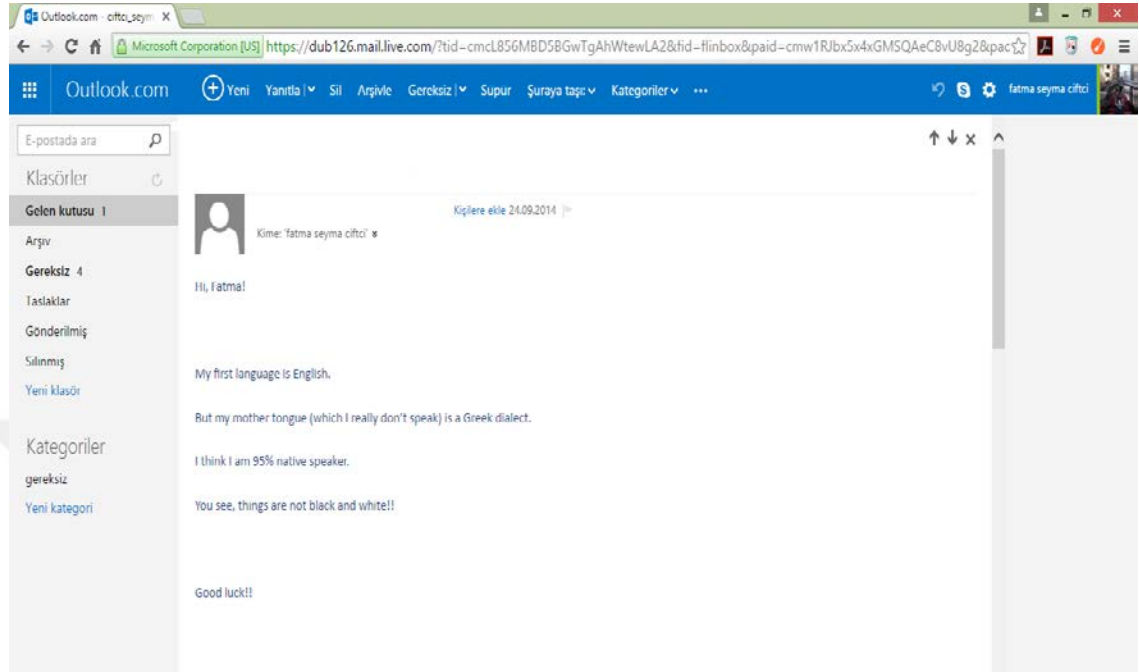 Outlook.com - ciftci_seym X
Microsoft Corporation [US] https://dub126.mail.live.com/?tid=cmcL856MBD5BGwTgAhWtewLA2&fid=flinbox&paid=cmw1RJbx5x4xGMSQAeC8vU8g2&pac
Outlook.com Yeni Yanıtla Sil Arşivle Gereksiz Süpür Şuraya taşı: Kategoriler ... fatma seyma ciftci
E-postada ara
Klasörler
Gelen kutusu 1
Arşiv
Gereksiz 4
Taslaklar
Gönderilmiş
Silinmiş
Yeni klasör
Kategoriler
gereksiz
Yeni kategori
Kişilere ekle 24.09.2014
Kime: 'fatma seyma ciftci'
Hi, Fatma!
My first language is English.
But my mother tongue (which I really don't speak) is a Greek dialect.
I think I am 95% native speaker.
You see, things are not black and white!!
Good luck!!